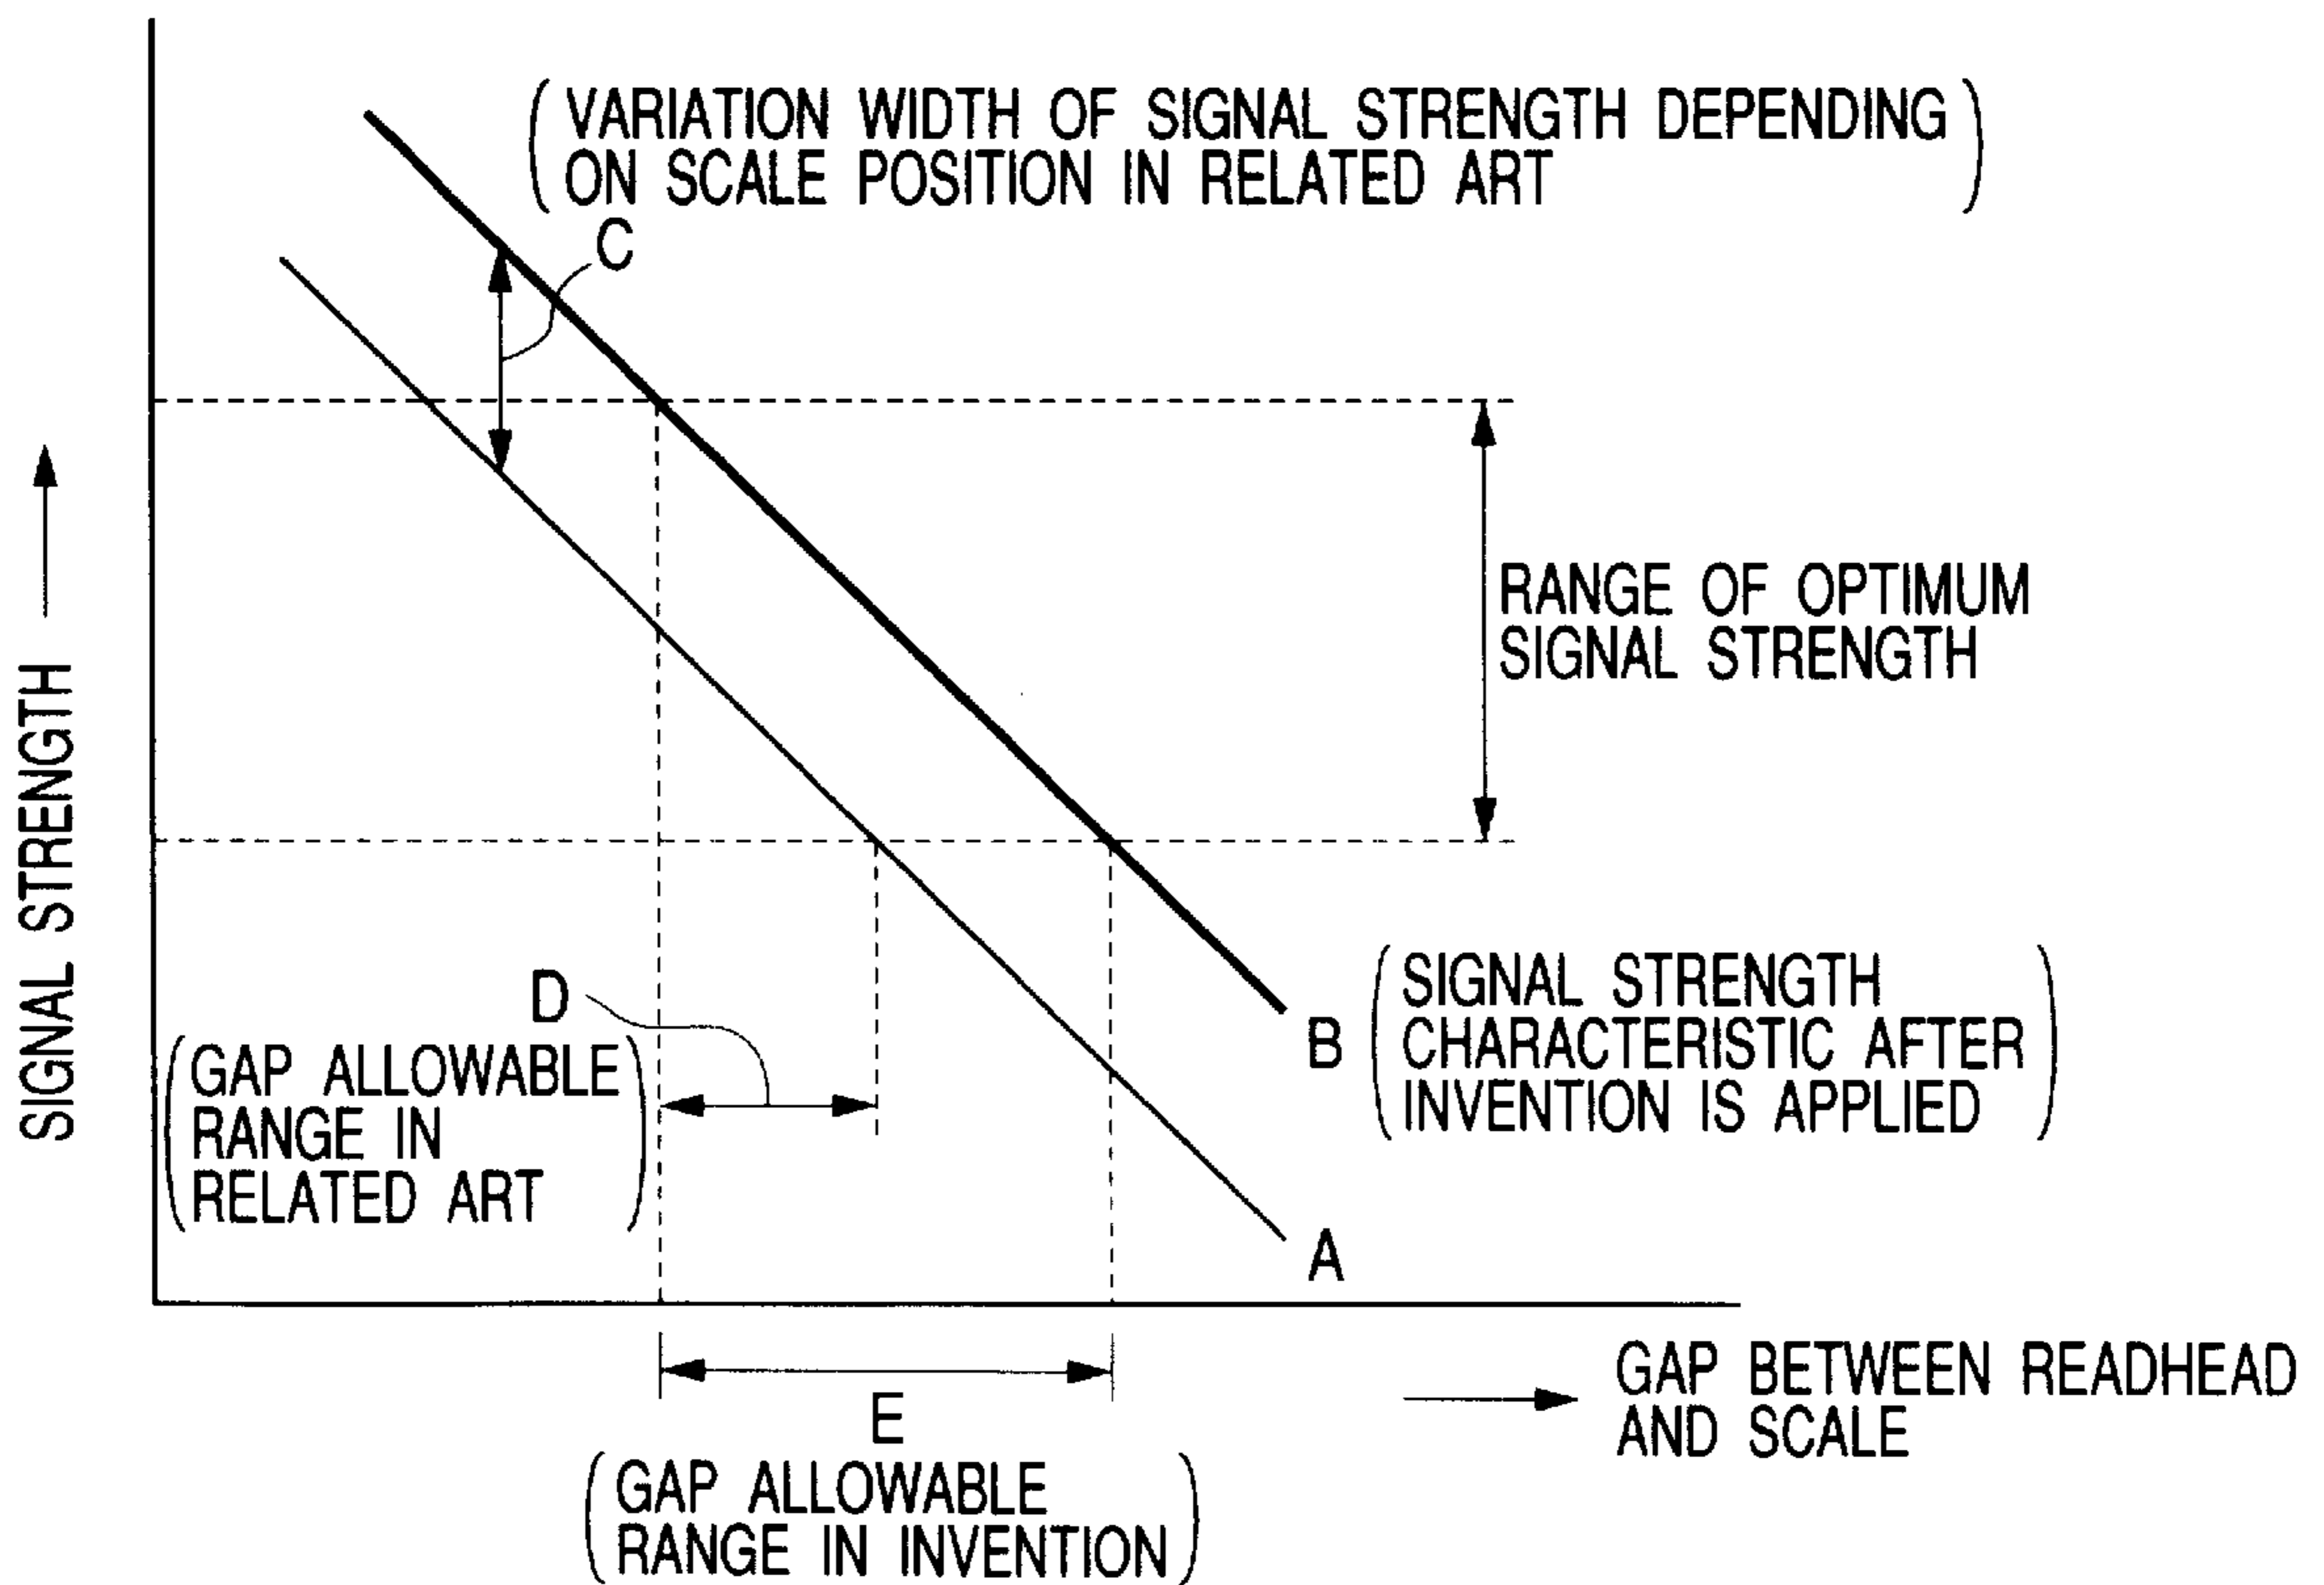 VARIATION WIDTH OF SIGNAL STRENGTH DEPENDING
ON SCALE POSITION IN RELATED ART
C
RANGE OF OPTIMUM
SIGNAL STRENGTH
SIGNAL STRENGTH
D
GAP ALLOWABLE
RANGE IN
RELATED ART
B
SIGNAL STRENGTH
CHARACTERISTIC AFTER
INVENTION IS APPLIED
A
GAP BETWEEN READHEAD
AND SCALE
E
GAP ALLOWABLE
RANGE IN INVENTION